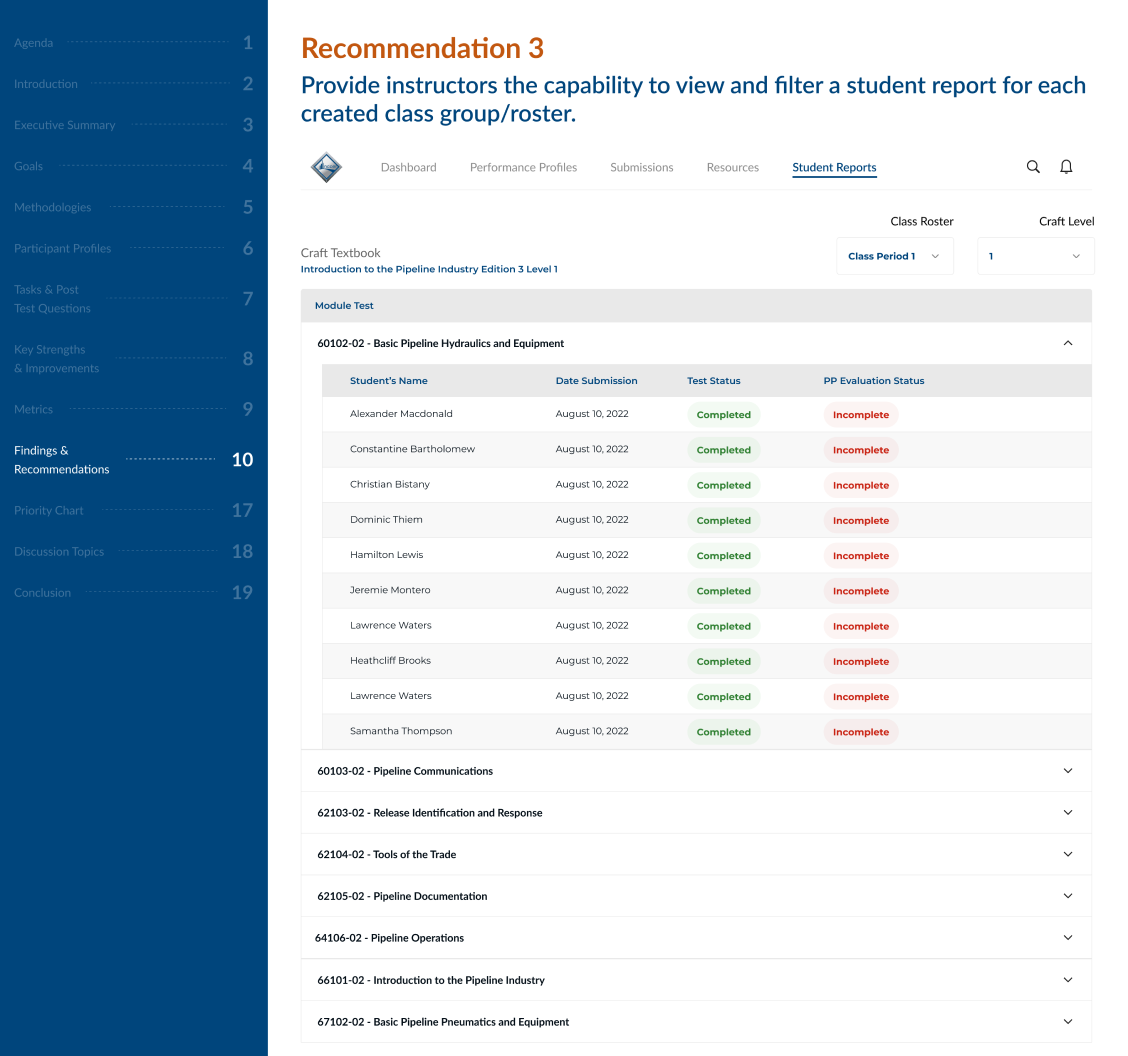 Agenda 1
Introduction 2
Executive Summary 3
Goals 4
Methodologies 5
Participant Profiles 6
Tasks & Post
Test Questions 7
Key Strengths
& Improvements 8
Metrics 9
Findings &
Recommendations 10
Priority Chart 17
Discussion Topics 18
Conclusion 19
Recommendation 3
Provide instructors the capability to view and filter a student report for each
created class group/roster.
Dashboard Performance Profiles Submissions Resources Student Reports
Class Roster Craft Level
Craft Textbook
Introduction to the Pipeline Industry Edition 3 Level 1
Class Period 1 1
Module Test
60102-02 - Basic Pipeline Hydraulics and Equipment
Student's Name Date Submission Test Status PP Evaluation Status
Alexander Macdonald August 10, 2022 Completed Incomplete
Constantine Bartholomew August 10, 2022 Completed Incomplete
Christian Bistany August 10, 2022 Completed Incomplete
Dominic Thiem August 10, 2022 Completed Incomplete
Hamilton Lewis August 10, 2022 Completed Incomplete
Jeremie Montero August 10, 2022 Completed Incomplete
Lawrence Waters August 10, 2022 Completed Incomplete
Heathcliff Brooks August 10, 2022 Completed Incomplete
Lawrence Waters August 10, 2022 Completed Incomplete
Samantha Thompson August 10, 2022 Completed Incomplete
60103-02 - Pipeline Communications
62103-02 - Release Identification and Response
62104-02 - Tools of the Trade
62105-02 - Pipeline Documentation
64106-02 - Pipeline Operations
66101-02 - Introduction to the Pipeline Industry
67102-02 - Basic Pipeline Pneumatics and Equipment